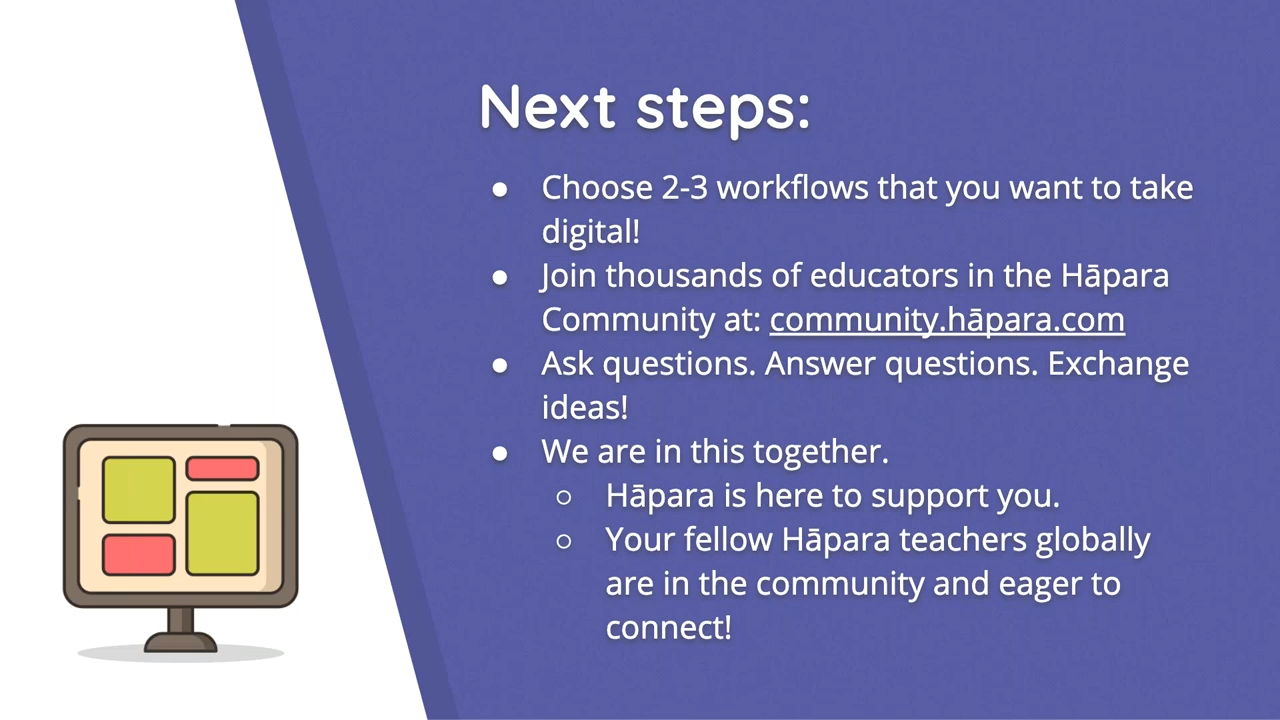 Next steps:
● Choose 2-3 workflows that you want to take
digital!
● Join thousands of educators in the Hāpara
Community at: community.hāpara.com
● Ask questions. Answer questions. Exchange
ideas!
● We are in this together.
○ Hāpara is here to support you.
○ Your fellow Hāpara teachers globally
are in the community and eager to
connect!